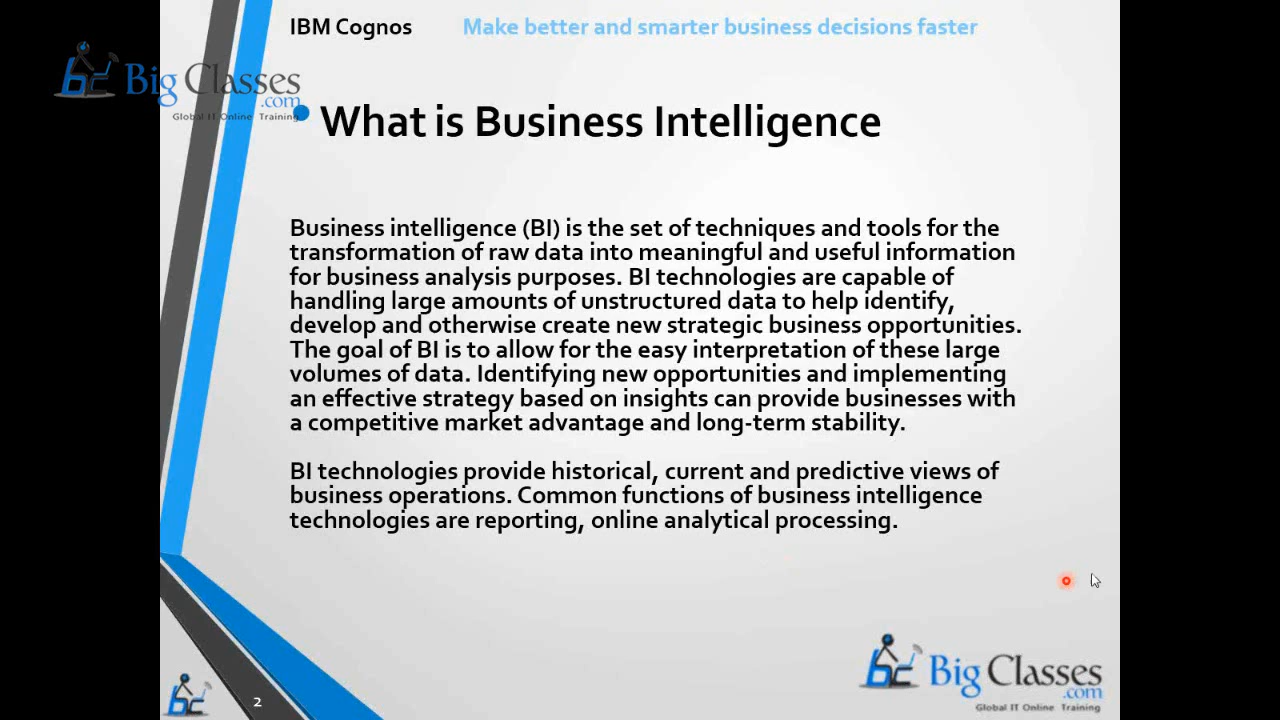 IBM Cognos Make better and smarter business decisions faster
Big Classes
.com
Global IT Online Training
• What is Business Intelligence
Business intelligence (BI) is the set of techniques and tools for the
transformation of raw data into meaningful and useful information
for business analysis purposes. BI technologies are capable of
handling large amounts of unstructured data to help identify,
develop and otherwise create new strategic business opportunities.
The goal of BI is to allow for the easy interpretation of these large
volumes of data. Identifying new opportunities and implementing
an effective strategy based on insights can provide businesses with
a competitive market advantage and long-term stability.
BI technologies provide historical, current and predictive views of
business operations. Common functions of business intelligence
technologies are reporting, online analytical processing.
Big Classes
.com
Global IT Online Training
2